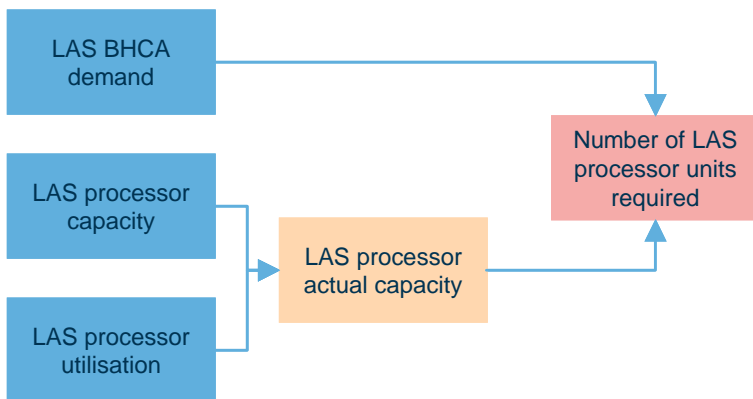 LAS BHCA
demand
Number of LAS
processor units
required
LAS processor
capacity
LAS processor
actual capacity
LAS processor
utilisation